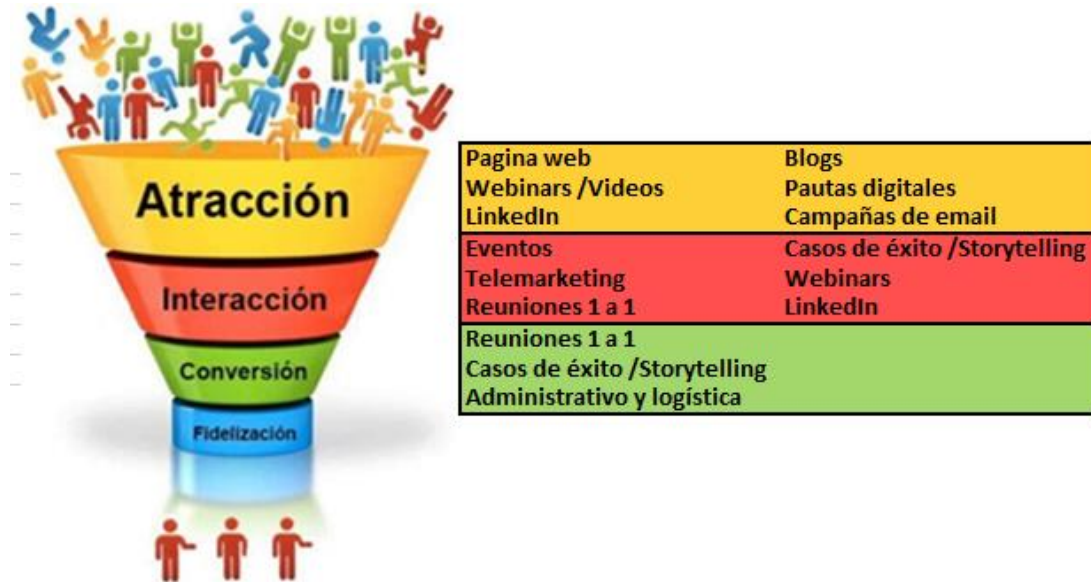 Atracción
Interacción
Conversión
Fidelización
Pagina web Blogs
Webinars /Videos Pautas digitales
LinkedIn Campañas de email
Eventos Casos de éxito /Storytelling
Telemarketing Webinars
Reuniones 1 a 1 LinkedIn
Reuniones 1 a 1
Casos de éxito /Storytelling
Administrativo y logística